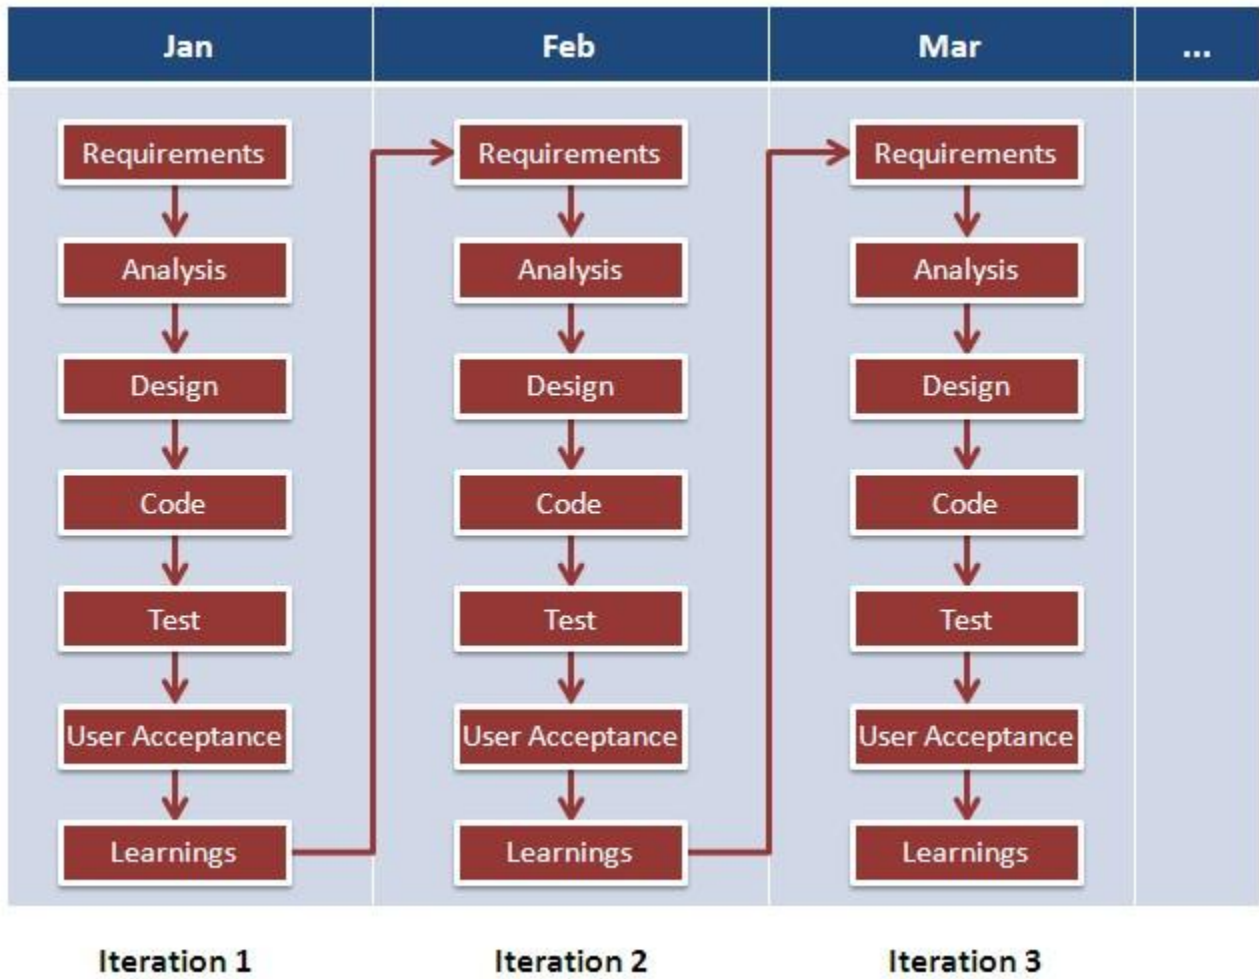 Jan
Feb
Mar
...
Requirements
Analysis
Design
Code
Test
User Acceptance
Learnings
Requirements
Analysis
Design
Code
Test
User Acceptance
Learnings
Requirements
Analysis
Design
Code
Test
User Acceptance
Learnings
Iteration 1
Iteration 2
Iteration 3